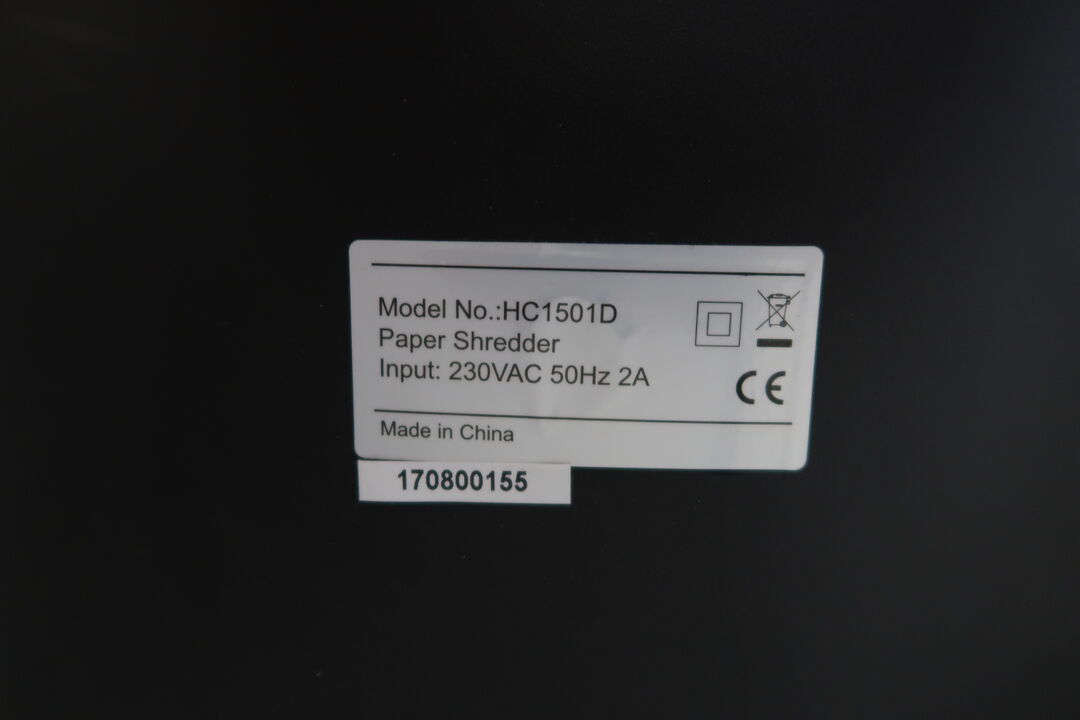 Model No.:HC1501D
Paper Shredder
Input: 230VAC 50Hz 2A
CE
Made in China
170800155